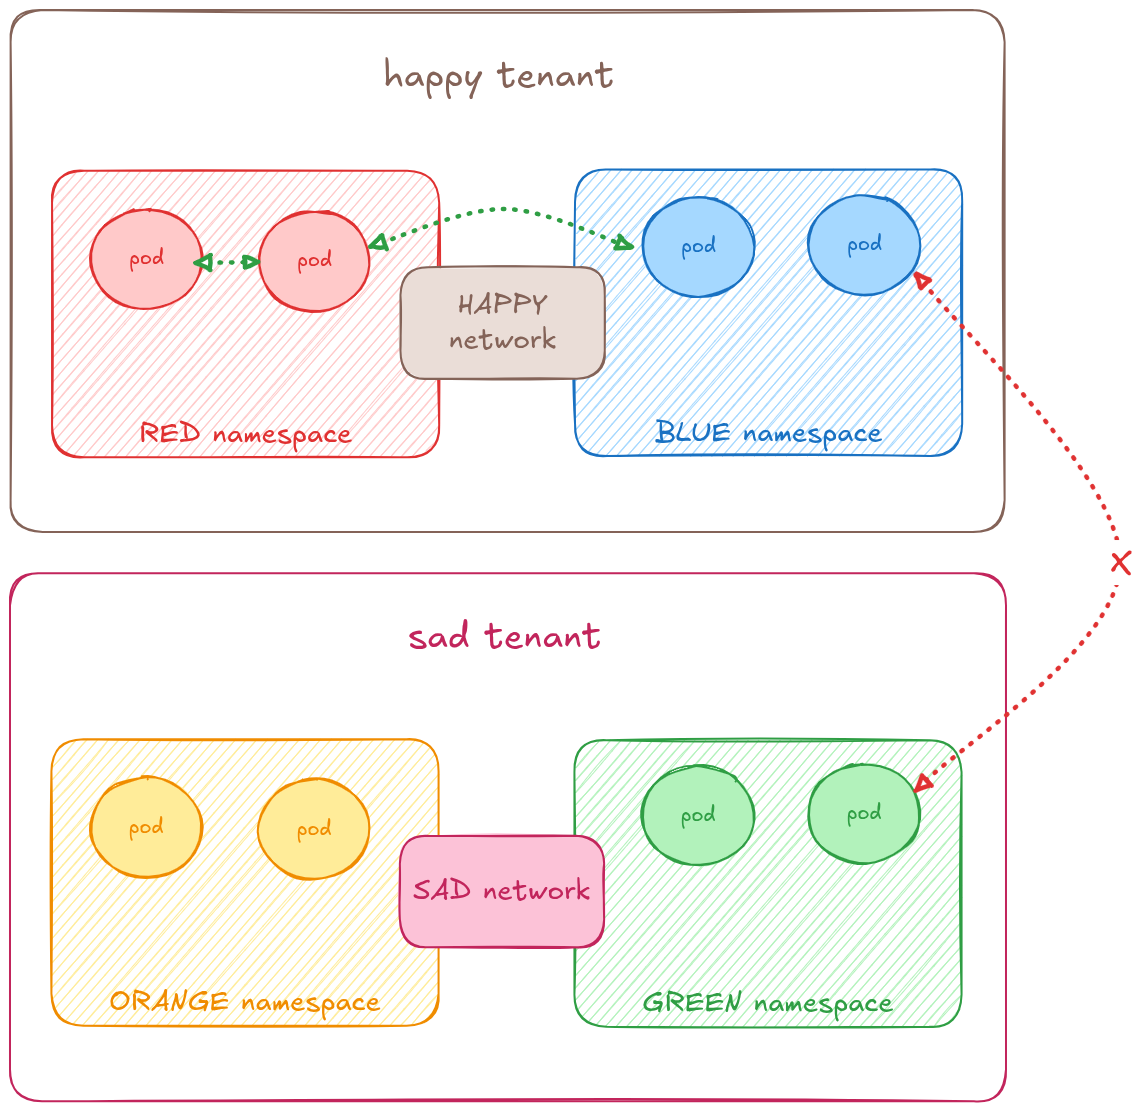 happy tenant
pod
pod
pod
pod
HAPPY
network
RED namespace
BLUE namespace
X
sad tenant
pod
pod
pod
pod
SAD network
ORANGE namespace
GREEN namespace